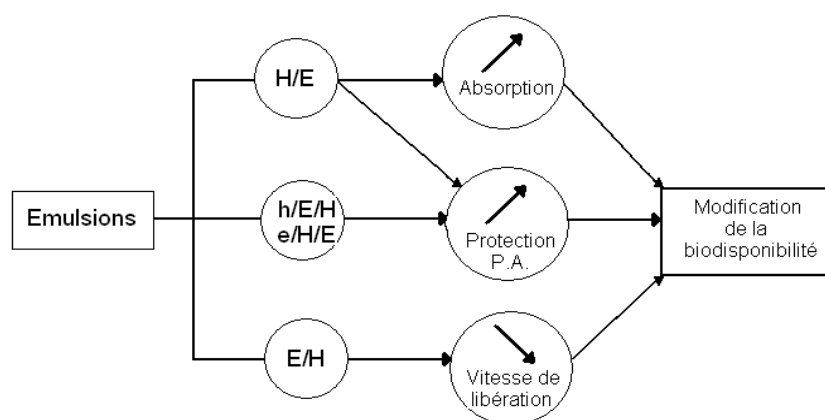 H/E
Absorption
Emulsions
h/E/H
e/H/E
Protection
P.A.
Modification
de la
biodisponibilité
E/H
Vitesse de
libération